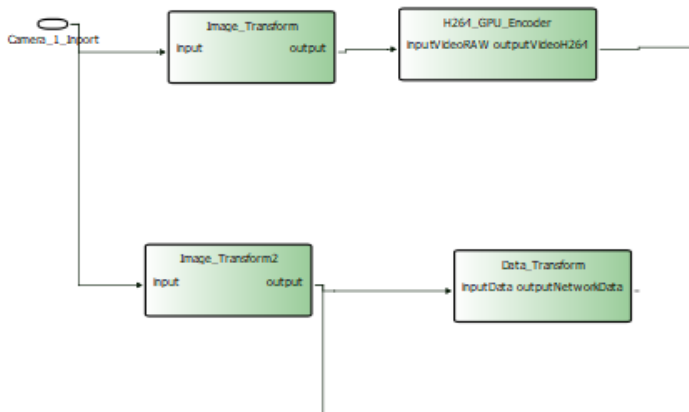 Camera_1_Inport
Image_Transform
input output
H264_GPU_Encoder
inputVideoRAW outputVideoH264
Image_Transform2
input output
Data_Transform
inputData outputNetworkData